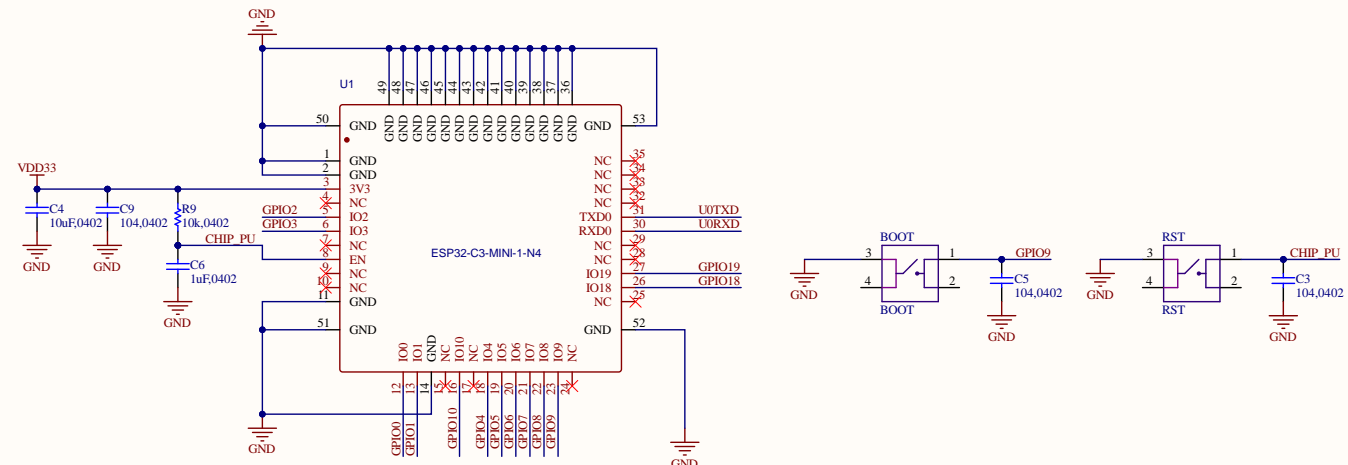 GND
U1
49 48 47 46 45 44 43 42 41 40 39 38 37 36
GND GND GND GND GND GND GND GND GND GND GND GND GND GND
50 GND
GND 53
1 GND
2 GND
3 3V3
4 NC
GPIO2 5 IO2
GPIO3 6 IO3
7 NC
CHIP_PU 8 EN
9 NC
10 NC
11 GND
51 GND
NC 35
NC 34
NC 33
NC 32
TXD0 31 U0TXD
RXD0 30 U0RXD
NC 29
NC 28
IO19 27 GPIO19
IO18 26 GPIO18
NC 25
GND 52
ESP32-C3-MINI-1-N4
IO0 IO1 GND NC IO10 NC IO4 IO5 IO6 IO7 IO8 IO9 NC
12 13 14 15 16 17 18 19 20 21 22 23 24
GPIO0 GPIO1 GPIO10 GPIO4 GPIO5 GPIO6 GPIO7 GPIO8 GPIO9
GND
GND
VDD33
C4
10uF,0402
GND
C9
104,0402
GND
R9
10k,0402
C6
1uF,0402
GND
BOOT
3 1
4 2
BOOT
GND
GPIO9
C5
104,0402
GND
RST
3 1
4 2
RST
GND
CHIP_PU
C3
104,0402
GND